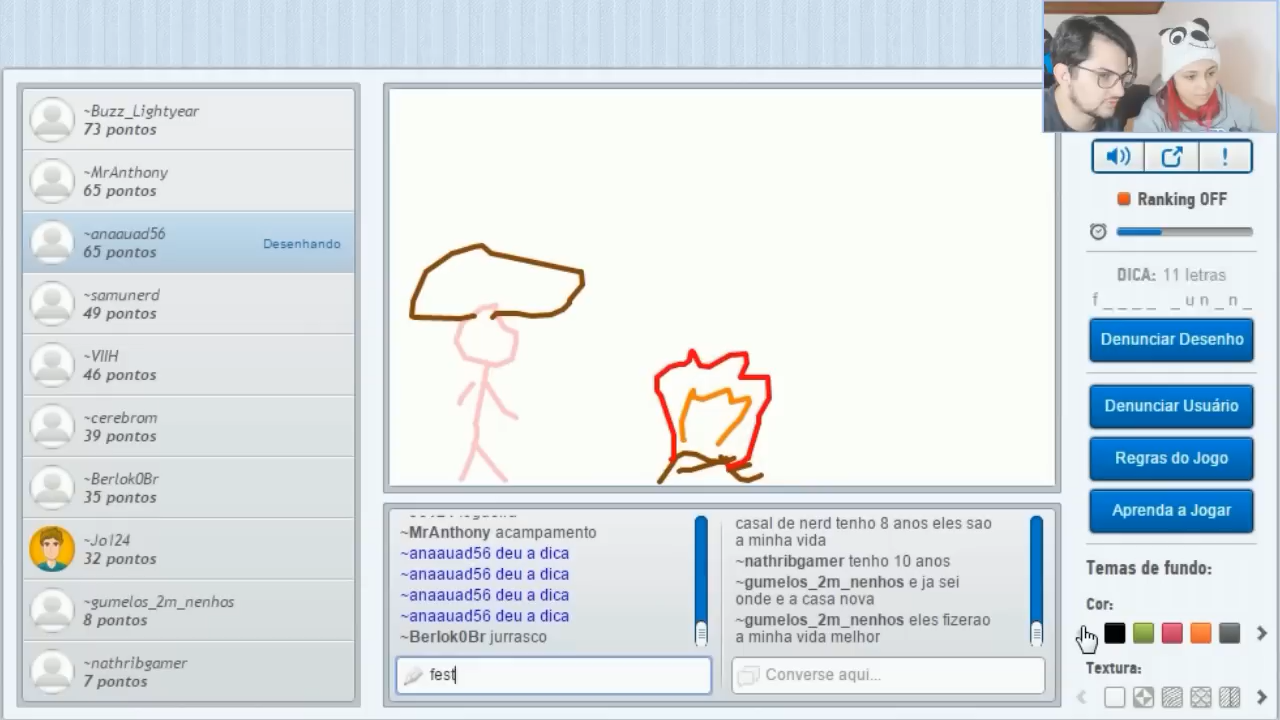 ~Buzz_Lightyear
73 pontos
~MrAnthony
65 pontos
~anaauad56
65 pontos
Desenhando
~samunerd
49 pontos
~VIIH
46 pontos
~cerebrom
39 pontos
~Berlok0Br
35 pontos
~Jo124
32 pontos
~gumelos_2m_nenhos
8 pontos
~nathribgamer
7 pontos
~MrAnthony acampamento
~anaauad56 deu a dica
~anaauad56 deu a dica
~anaauad56 deu a dica
~anaauad56 deu a dica
~Berlok0Br jurrasco
fest
casal de nerd tenho 8 anos eles sao
a minha vida
~nathribgamer tenho 10 anos
~gumelos_2m_nenhos e ja sei
onde e a casa nova
~gumelos_2m_nenhos eles fizerao
a minha vida melhor
Converse aqui...
Ranking OFF
DICA: 11 letras
f _ _ _ _ _ u n _ n _
Denunciar Desenho
Denunciar Usuário
Regras do Jogo
Aprenda a Jogar
Temas de fundo:
Cor:
Textura: